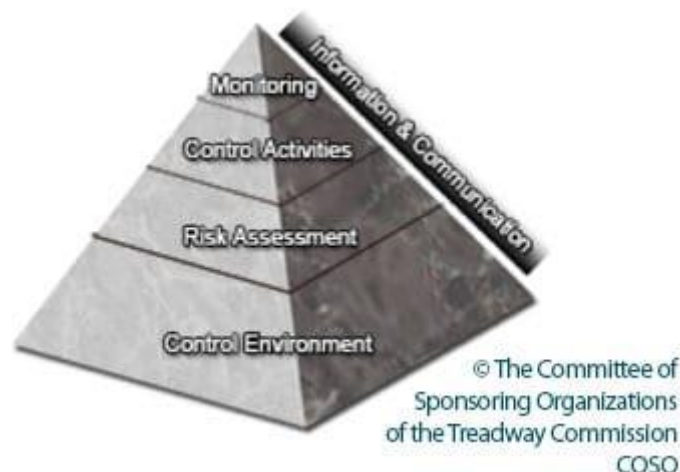 Monitoring
Information & Communication
Control Activities
Risk Assessment
Control Environment
© The Committee of
Sponsoring Organizations
of the Treadway Commission
COSO